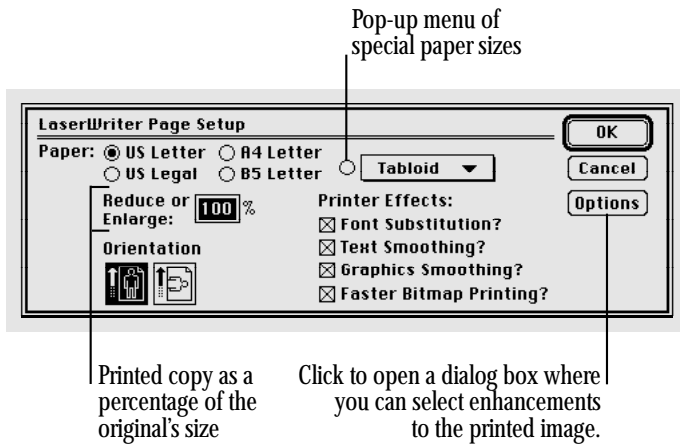 Pop-up menu of
special paper sizes
LaserWriter Page Setup
OK
Paper: US Letter A4 Letter
US Legal B5 Letter
Tabloid
Cancel
Reduce or
Enlarge: 100 %
Printer Effects:
Options
Font Substitution?
Text Smoothing?
Orientation
Graphics Smoothing?
Faster Bitmap Printing?
Printed copy as a
percentage of the
original's size
Click to open a dialog box where
you can select enhancements
to the printed image.